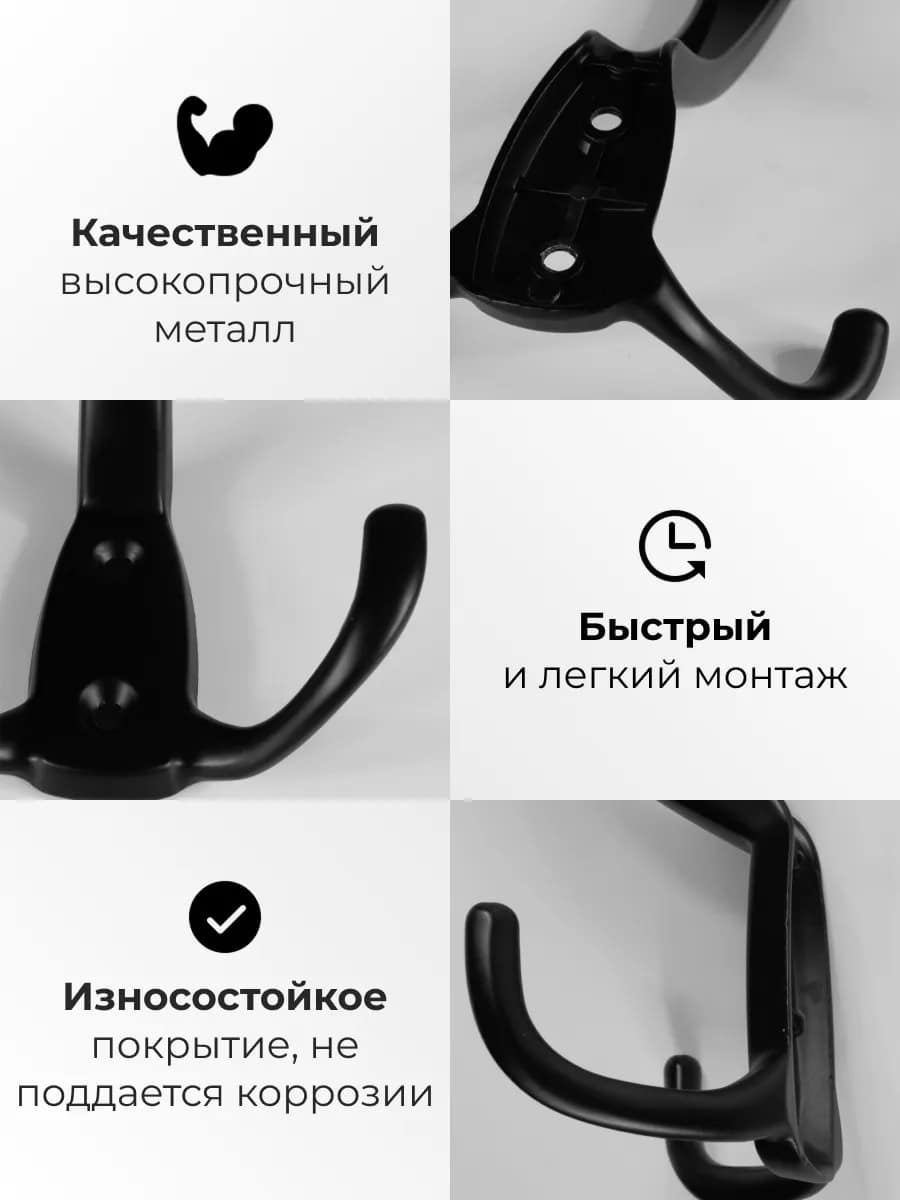 Качественный
высокопрочный
металл
Быстрый
и легкий монтаж
Износостойкое
покрытие, не
поддается коррозии